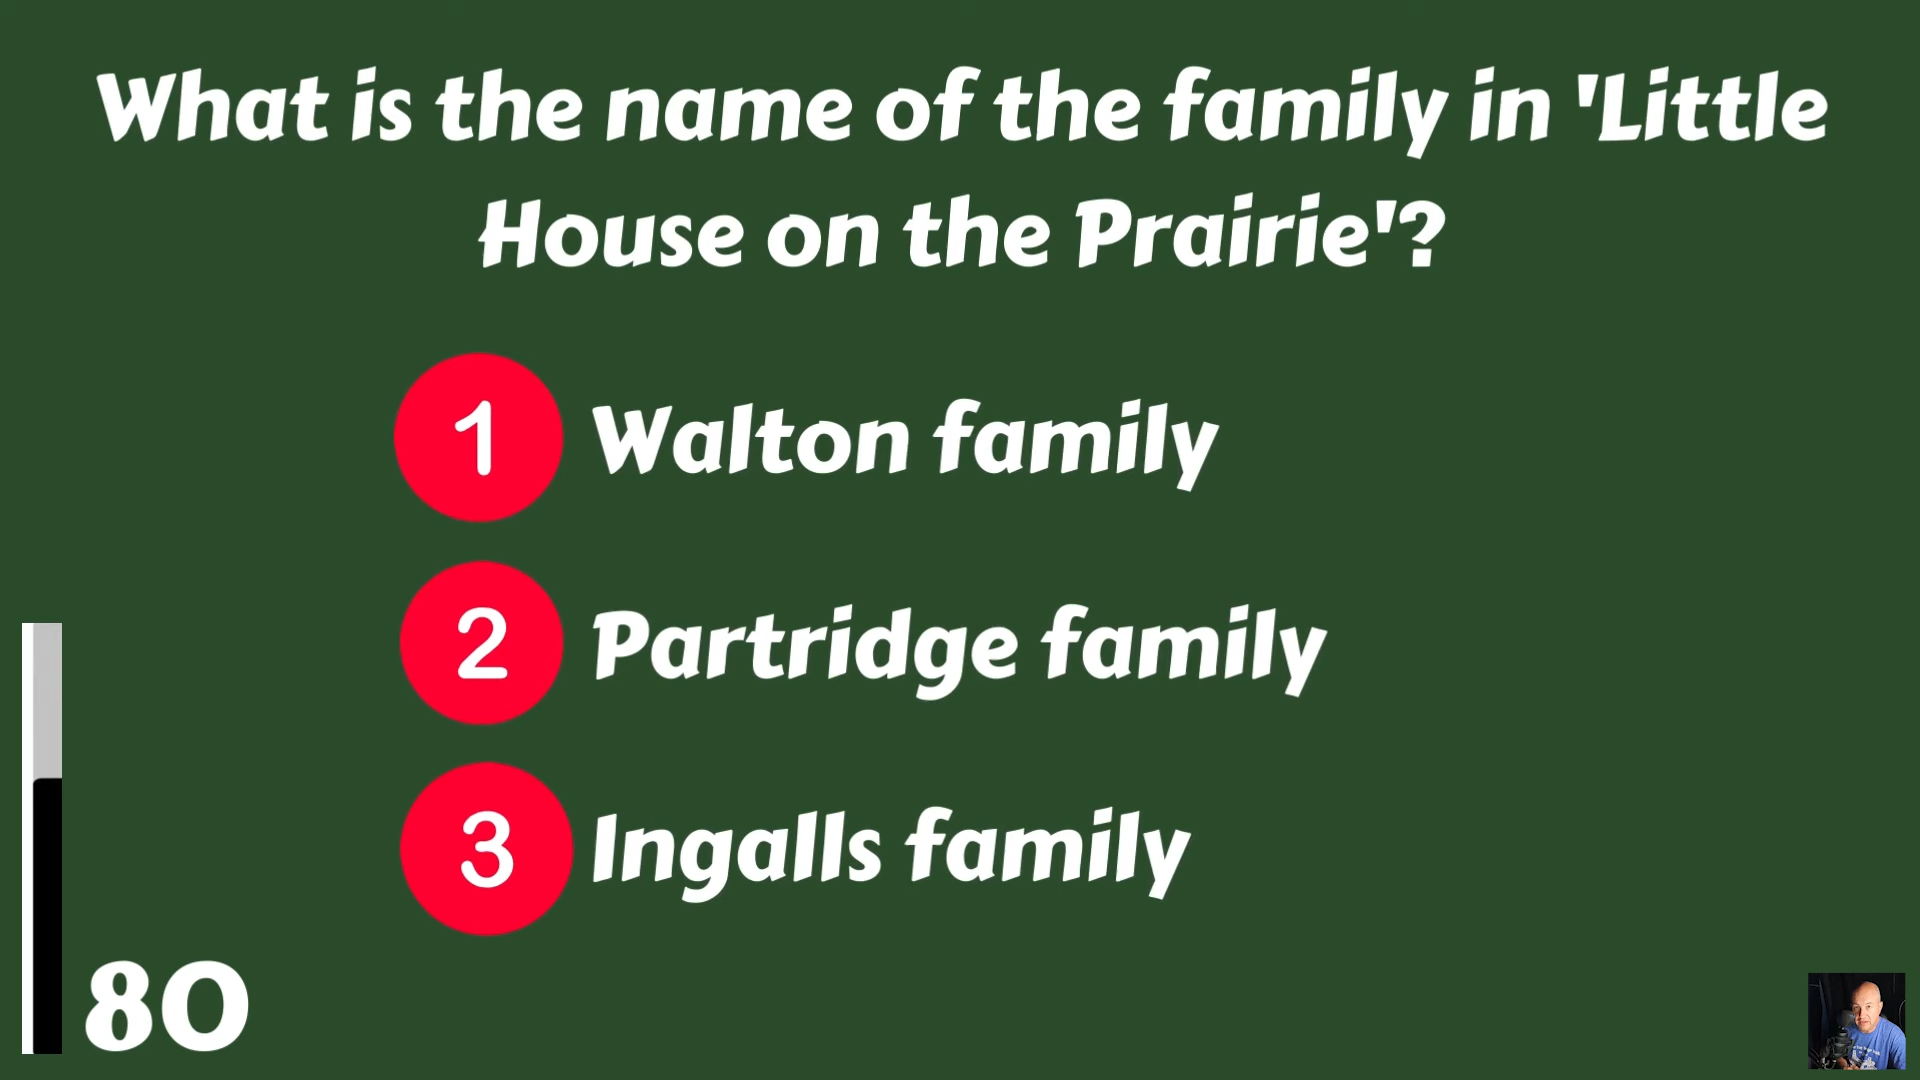 What is the name of the family in 'Little
House on the Prairie'?
1 Walton family
2 Partridge family
3 Ingalls family
80